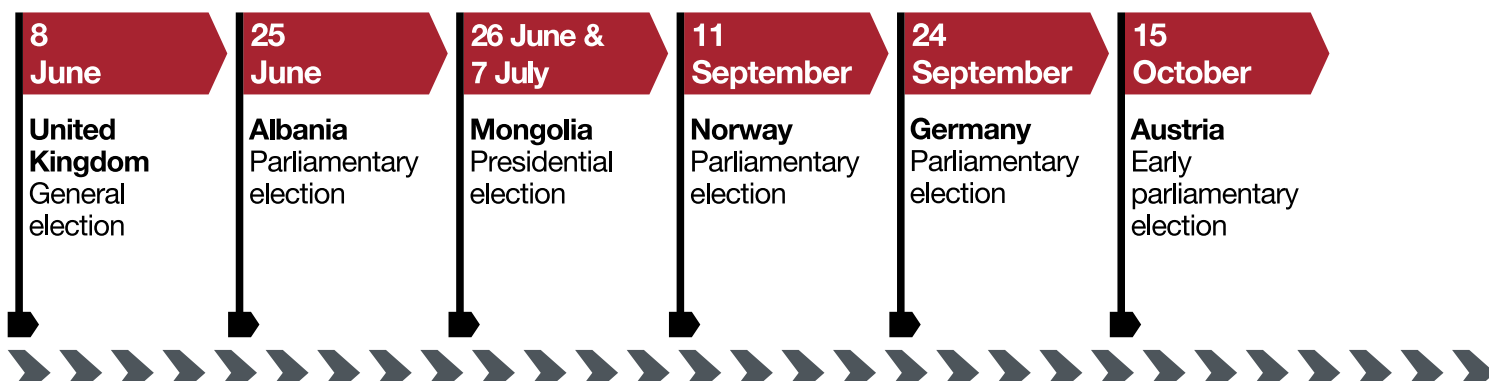 8
June
United
Kingdom
General
election
25
June
Albania
Parliamentary
election
26 June &
7 July
Mongolia
Presidential
election
11
September
Norway
Parliamentary
election
24
September
Germany
Parliamentary
election
15
October
Austria
Early
parliamentary
election